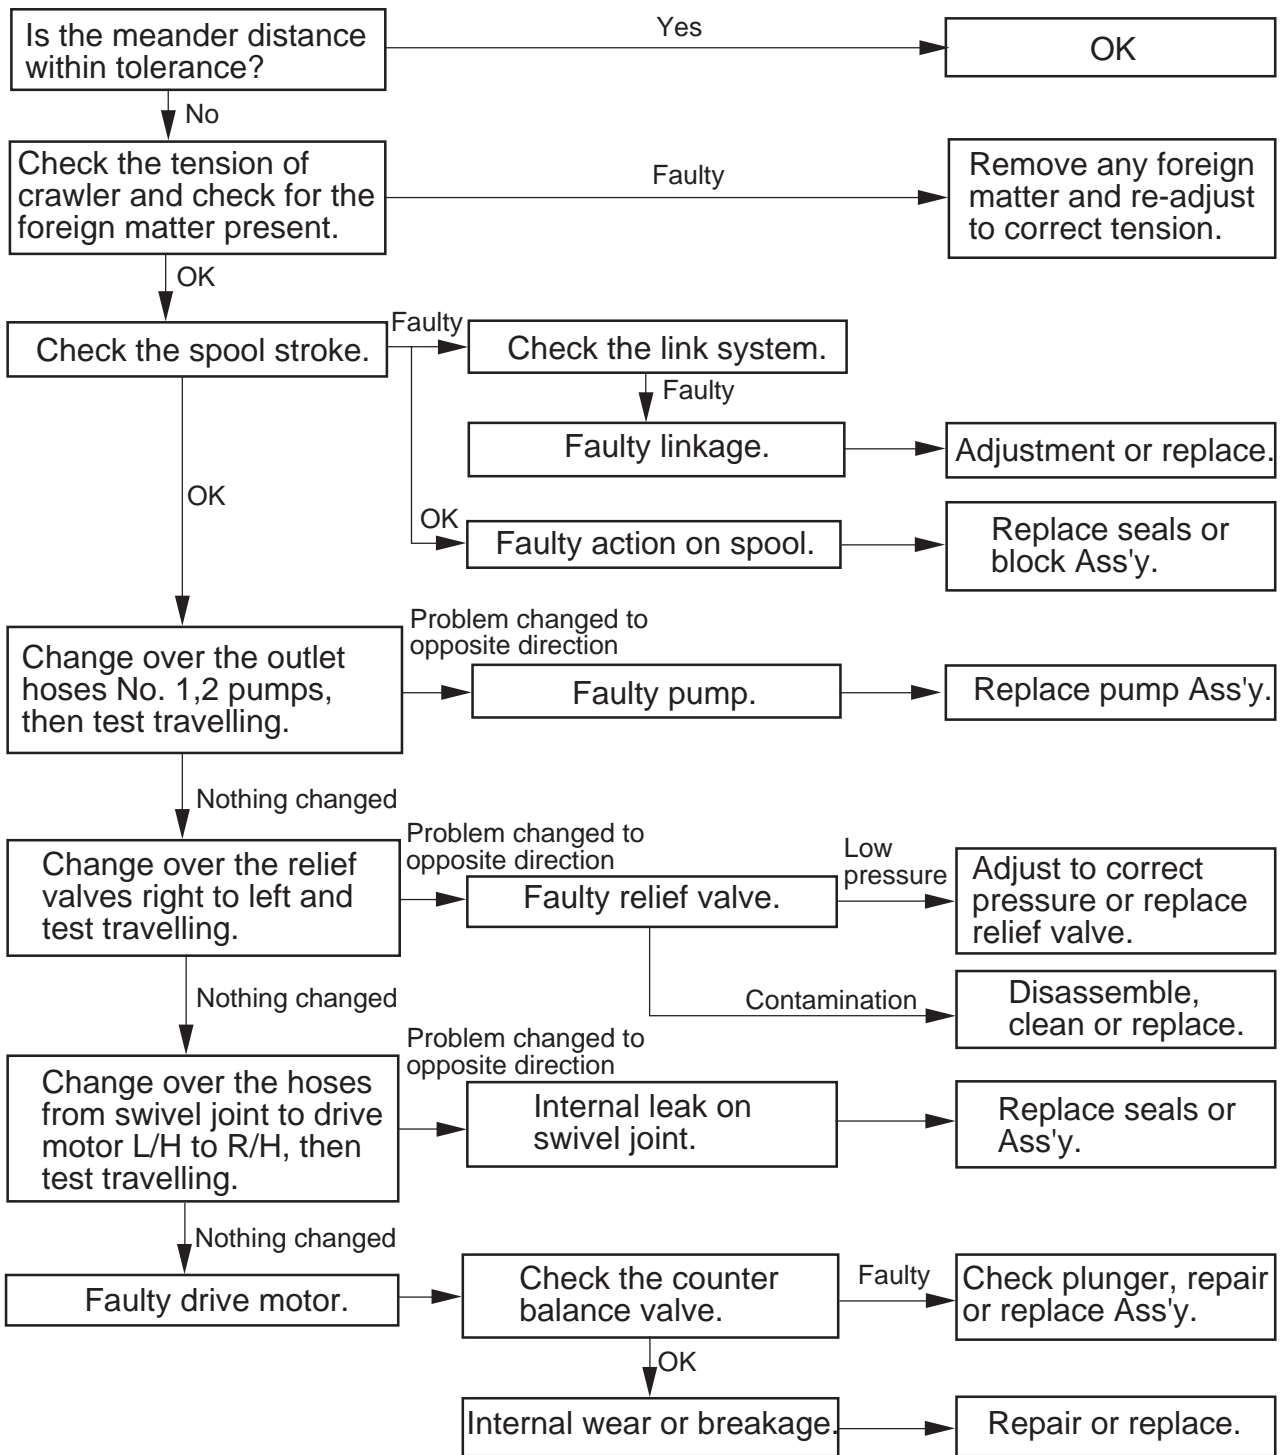 Is the meander distance
within tolerance?
Yes
OK
No
Check the tension of
crawler and check for the
foreign matter present.
Faulty
Remove any foreign
matter and re-adjust
to correct tension.
OK
Check the spool stroke.
Faulty
Check the link system.
Faulty
Faulty linkage.
Adjustment or replace.
OK
OK
Faulty action on spool.
Replace seals or
block Ass'y.
Change over the outlet
hoses No. 1,2 pumps,
then test travelling.
Problem changed to
opposite direction
Faulty pump.
Replace pump Ass'y.
Nothing changed
Change over the relief
valves right to left and
test travelling.
Problem changed to
opposite direction
Faulty relief valve.
Low
pressure
Adjust to correct
pressure or replace
relief valve.
Contamination
Disassemble,
clean or replace.
Nothing changed
Change over the hoses
from swivel joint to drive
motor L/H to R/H, then
test travelling.
Problem changed to
opposite direction
Internal leak on
swivel joint.
Replace seals or
Ass'y.
Nothing changed
Faulty drive motor.
Check the counter
balance valve.
Faulty
Check plunger, repair
or replace Ass'y.
OK
Internal wear or breakage.
Repair or replace.